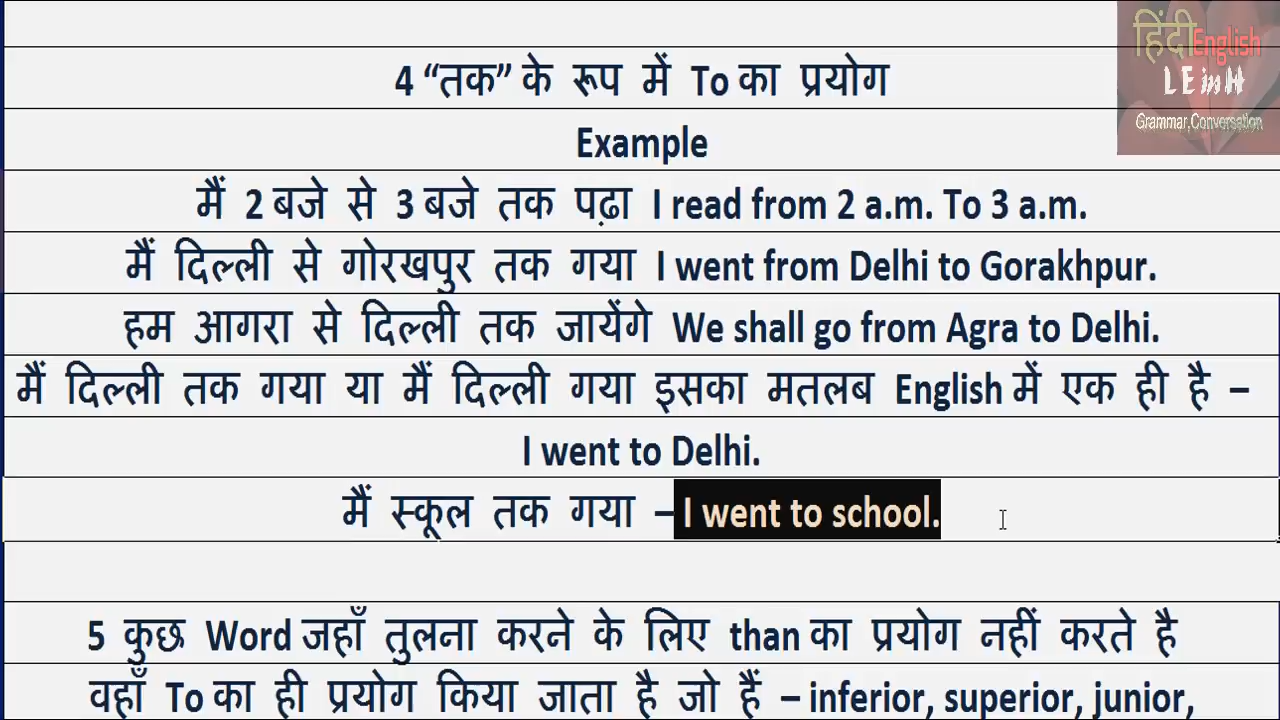 हिंदी English
L E in H
Grammar,Conversation
4 “तक” के रूप में To का प्रयोग
Example
मैं 2 बजे से 3 बजे तक पढ़ा I read from 2 a.m. To 3 a.m.
मैं दिल्ली से गोरखपुर तक गया I went from Delhi to Gorakhpur.
हम आगरा से दिल्ली तक जायेंगे We shall go from Agra to Delhi.
मैं दिल्ली तक गया या मैं दिल्ली गया इसका मतलब English में एक ही है –
I went to Delhi.
मैं स्कूल तक गया – I went to school.
5 कुछ Word जहाँ तुलना करने के लिए than का प्रयोग नहीं करते है
वहाँ To का ही प्रयोग किया जाता है जो हैं – inferior, superior, junior,